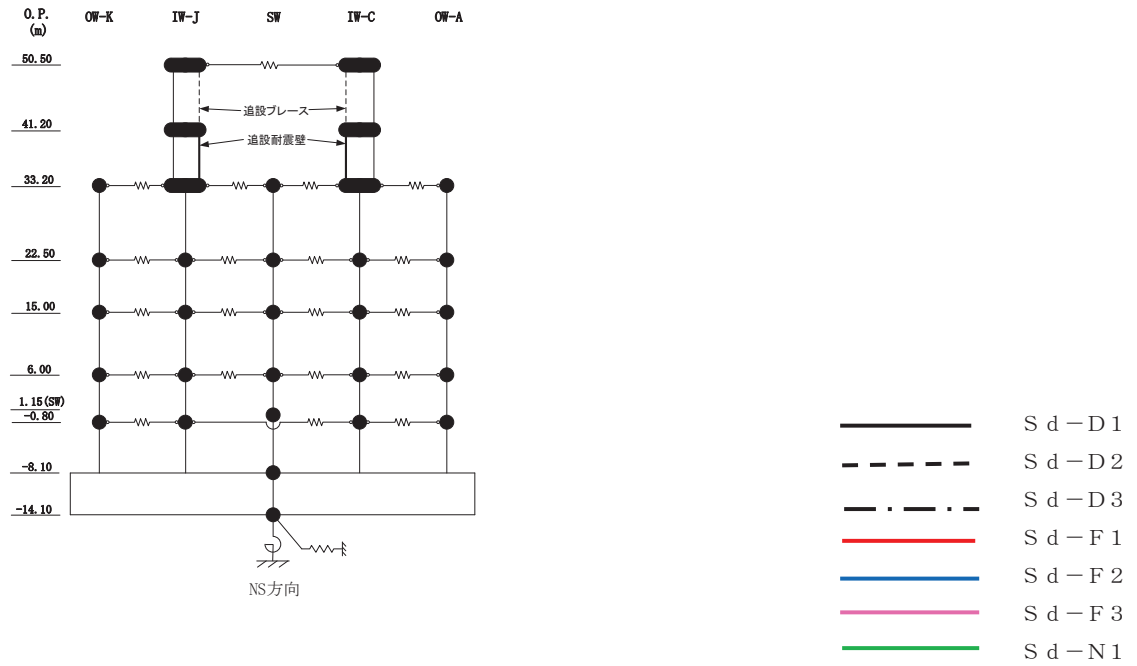 O.P.
(m)
OW-K IW-J SW IW-C OW-A
50.50
追設ブレース
41.20
追設耐震壁
33.20
22.50
15.00
6.00
1.15(SW)
-0.80
-8.10
-14.10
NS方向
Ｓｄ－Ｄ１
Ｓｄ－Ｄ２
Ｓｄ－Ｄ３
Ｓｄ－Ｆ１
Ｓｄ－Ｆ２
Ｓｄ－Ｆ３
Ｓｄ－Ｎ１